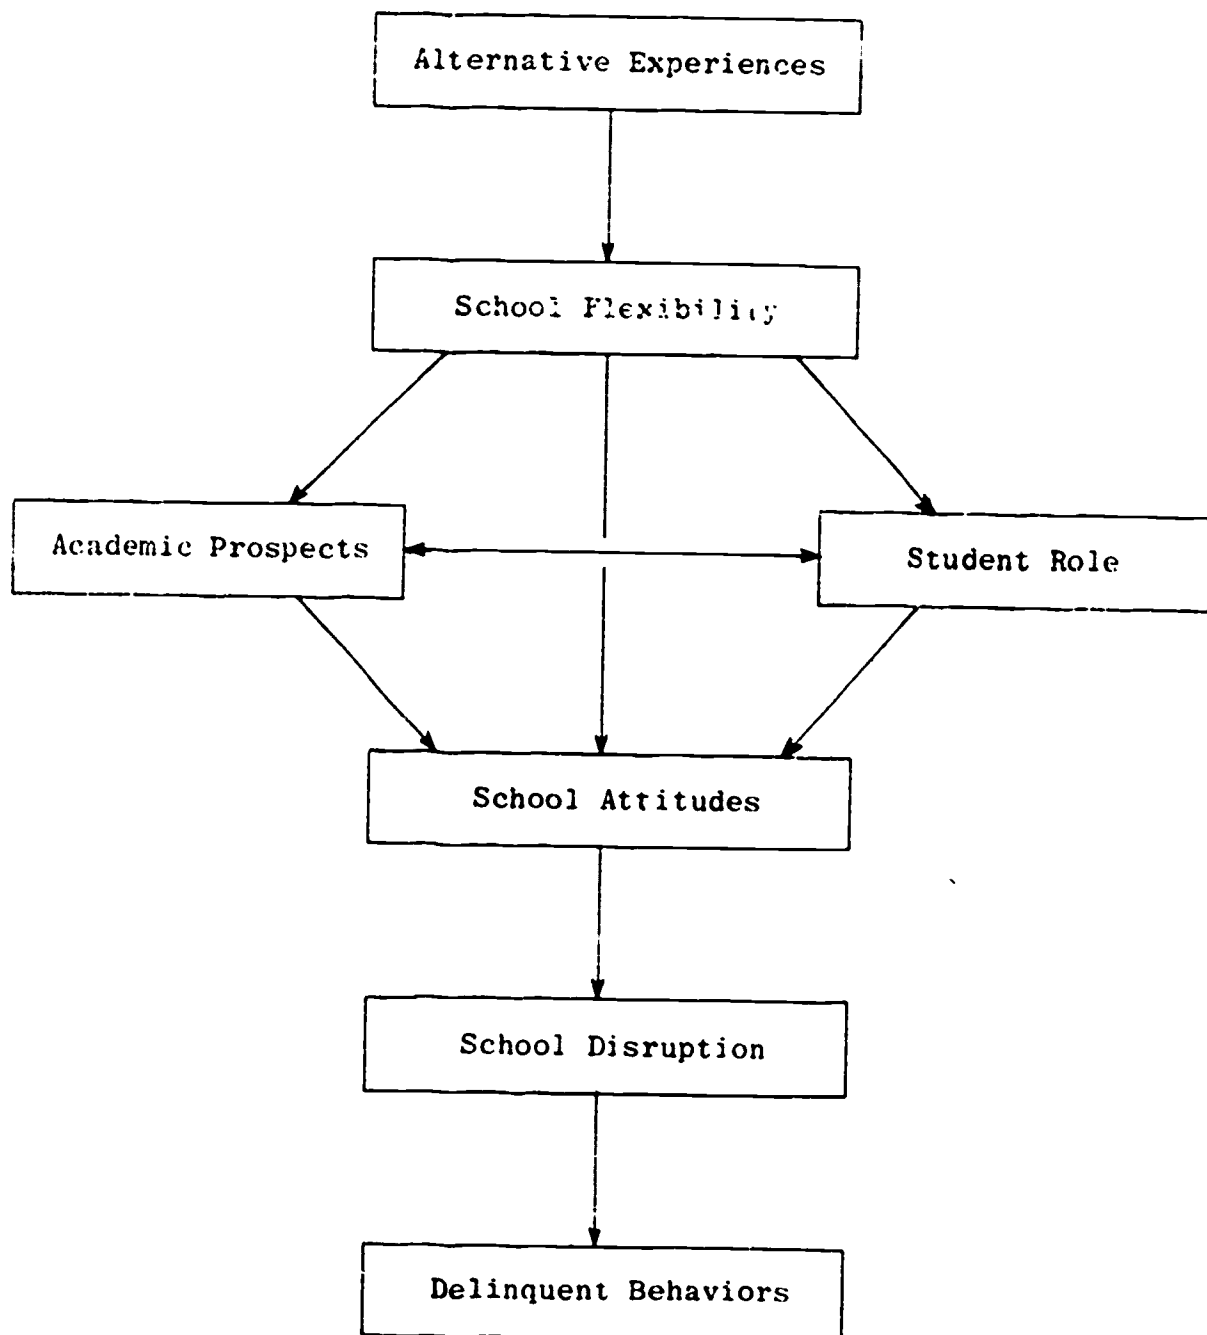 Alternative Experiences
School Flexibility
Academic Prospects
Student Role
School Attitudes
School Disruption
Delinquent Behaviors